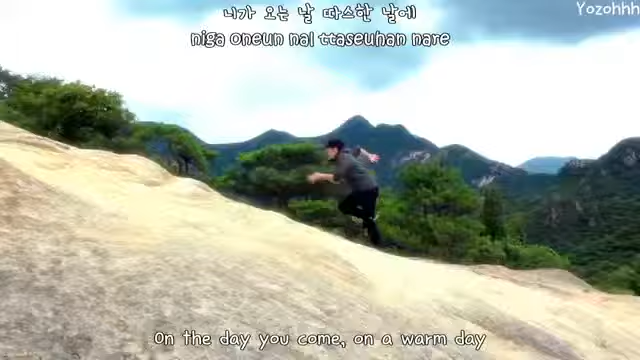 니가 오는 날 따스한 날에
Yozohhh
niga oneun nal ttaseuhan nare
On the day you come, on a warm day